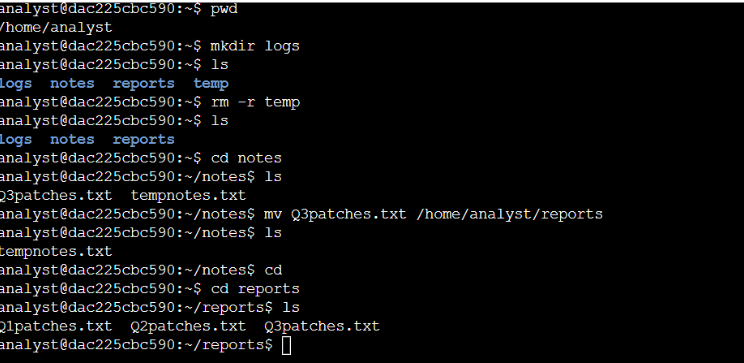 analyst@dac225cbc590:~$ pwd
/home/analyst
analyst@dac225cbc590:~$ mkdir logs
analyst@dac225cbc590:~$ ls
logs  notes  reports  temp
analyst@dac225cbc590:~$ rm -r temp
analyst@dac225cbc590:~$ ls
logs  notes  reports
analyst@dac225cbc590:~$ cd notes
analyst@dac225cbc590:~/notes$ ls
Q3patches.txt  tempnotes.txt
analyst@dac225cbc590:~/notes$ mv Q3patches.txt /home/analyst/reports
analyst@dac225cbc590:~/notes$ ls
tempnotes.txt
analyst@dac225cbc590:~/notes$ cd
analyst@dac225cbc590:~$ cd reports
analyst@dac225cbc590:~/reports$ ls
Q1patches.txt  Q2patches.txt  Q3patches.txt
analyst@dac225cbc590:~/reports$